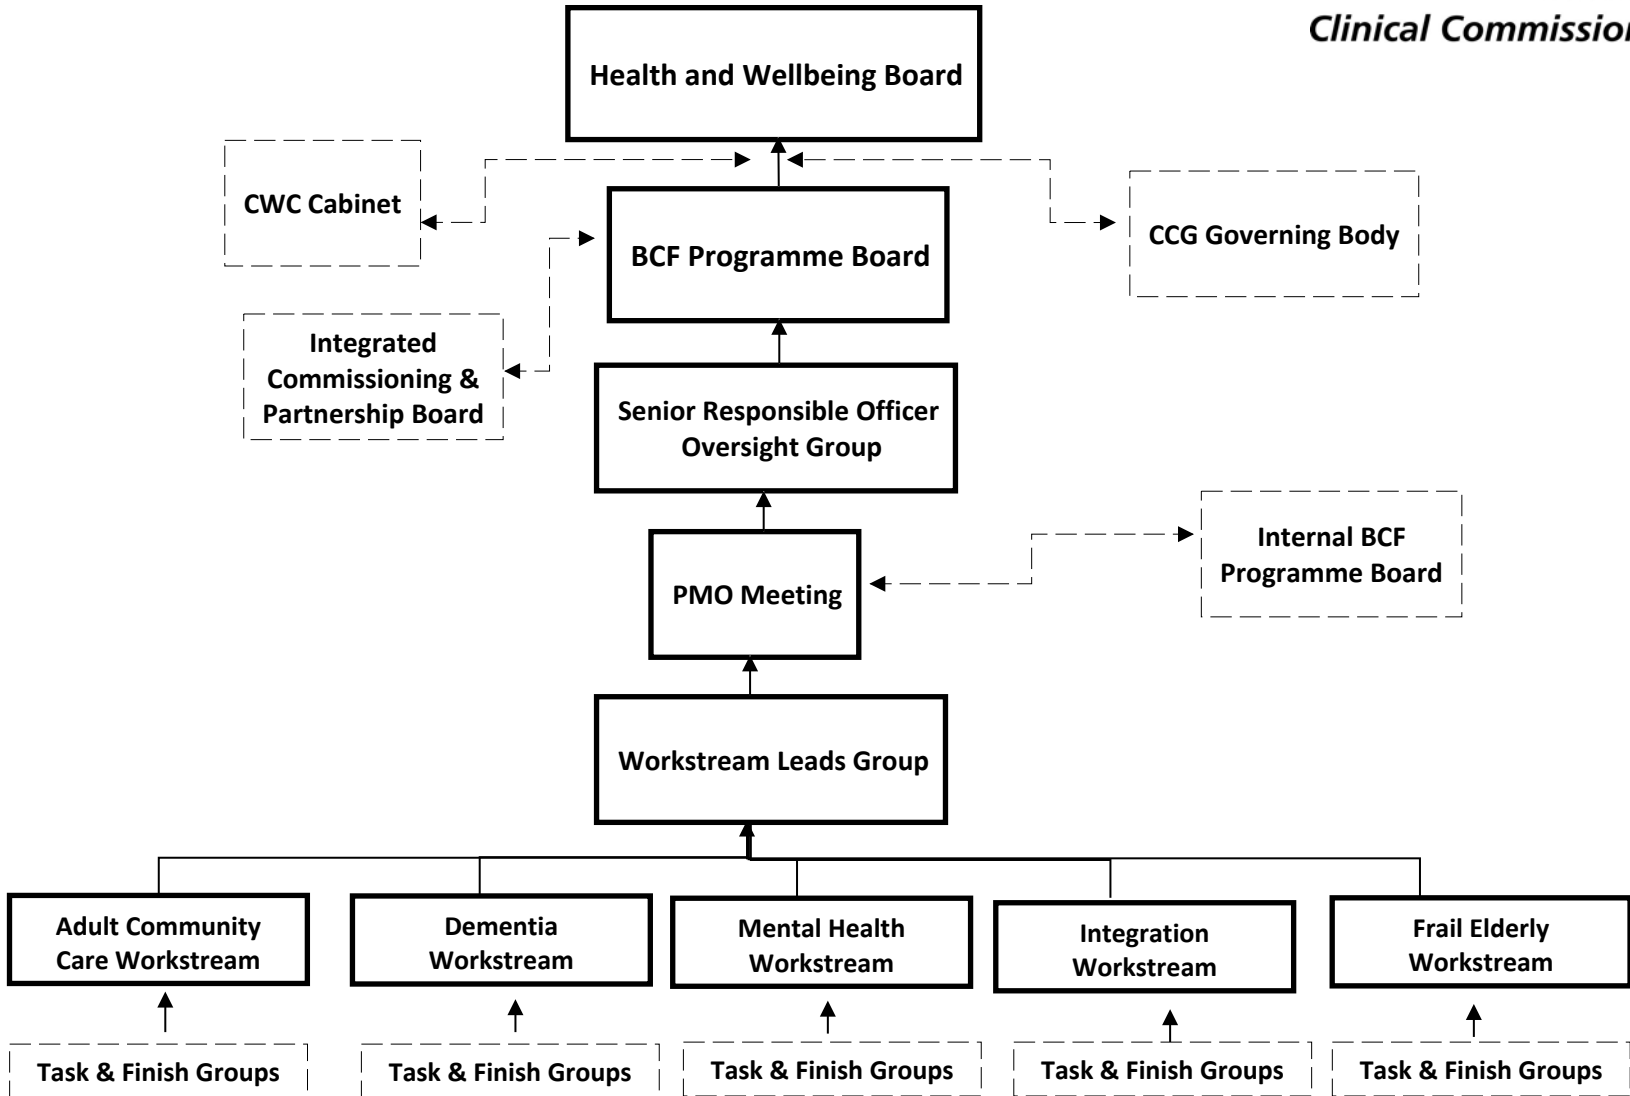 Clinical Commission
Health and Wellbeing Board
CWC Cabinet
CCG Governing Body
BCF Programme Board
Integrated
Commissioning &
Partnership Board
Senior Responsible Officer
Oversight Group
Internal BCF
Programme Board
PMO Meeting
Workstream Leads Group
Adult Community
Care Workstream
Dementia
Workstream
Mental Health
Workstream
Integration
Workstream
Frail Elderly
Workstream
Task & Finish Groups
Task & Finish Groups
Task & Finish Groups
Task & Finish Groups
Task & Finish Groups